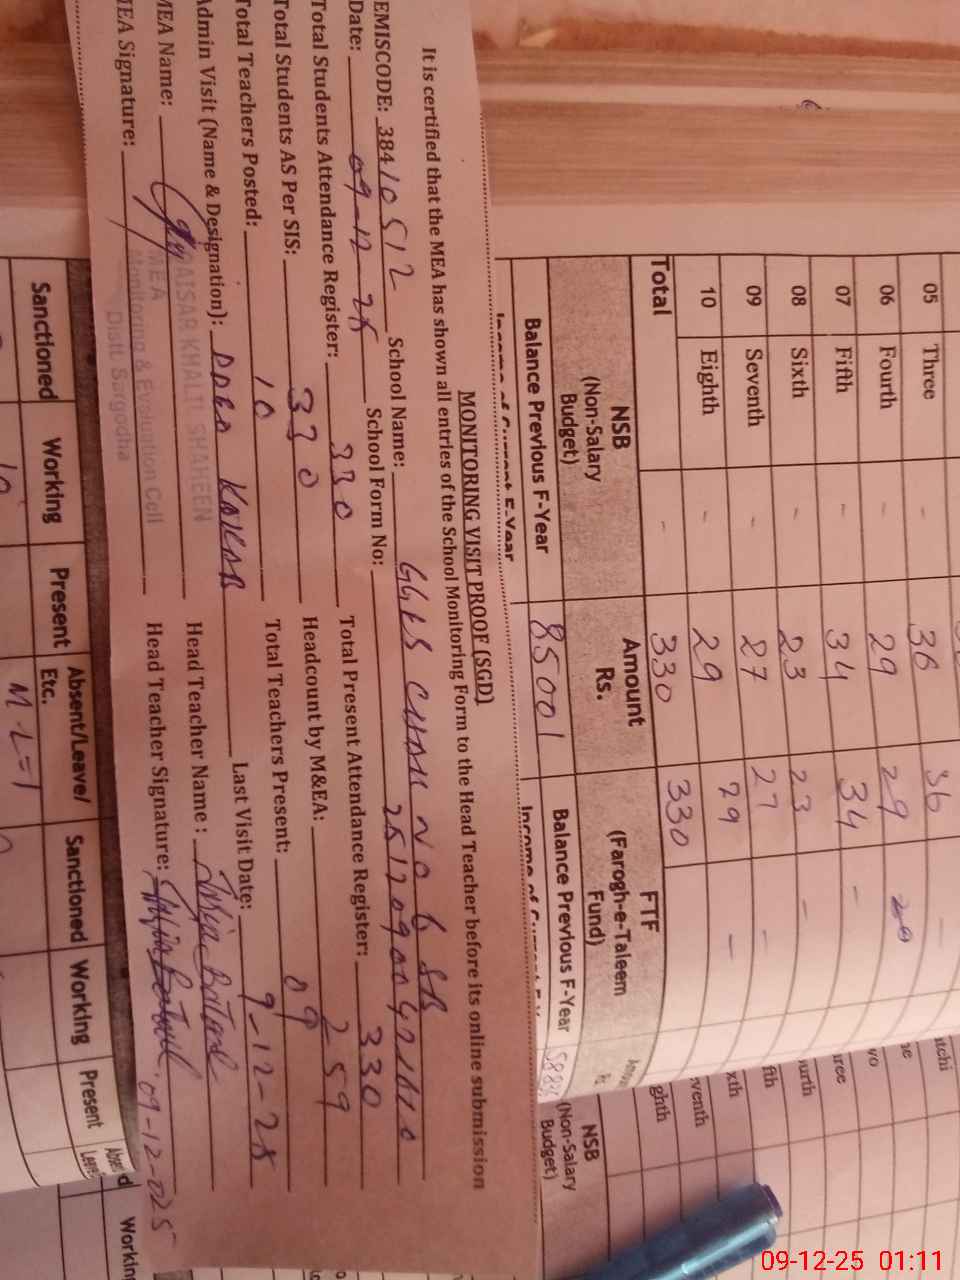 05 Three - 36 36 -
06 Fourth - 29 29
07 Fifth - 34 34 -
08 Sixth - 23 23 -
09 Seventh - 27 27 -
10 Eighth - 29 29 -
Total - 330 330
NSB (Non-Salary Budget) Amount Rs. FTF (Farogh-e-Taleem Fund)
Balance Previous F-Year 85001 Balance Previous F-Year
MONITORING VISIT PROOF (SGD)
It is certified that the MEA has shown all entries of the School Monitoring Form to the Head Teacher before its online submission
EMISCODE: 38410512 School Name: GGES CHAK NO 6 SB
Date: 09-12-25 School Form No:
Total Students Attendance Register: 330 Total Present Attendance Register: 330
Total Students AS Per SIS: 330 Headcount by M&EA: 259
Total Teachers Posted: 10 Total Teachers Present: 09
Admin Visit (Name & Designation): Last Visit Date: 9-12-25
MEA Name: QAISAR KHALIL SHAHEEN Head Teacher Name:
MEA
Monitoring & Evaluation Cell
Distt. Sargodha
MEA Signature: Head Teacher Signature: 09-12-025
Sanctioned Working Present Absent/Leave/Etc. Sanctioned Working Present
10 M-L=1
xth
ghth
NSB
(Non-Salary
Budget)
09-12-25 01:11